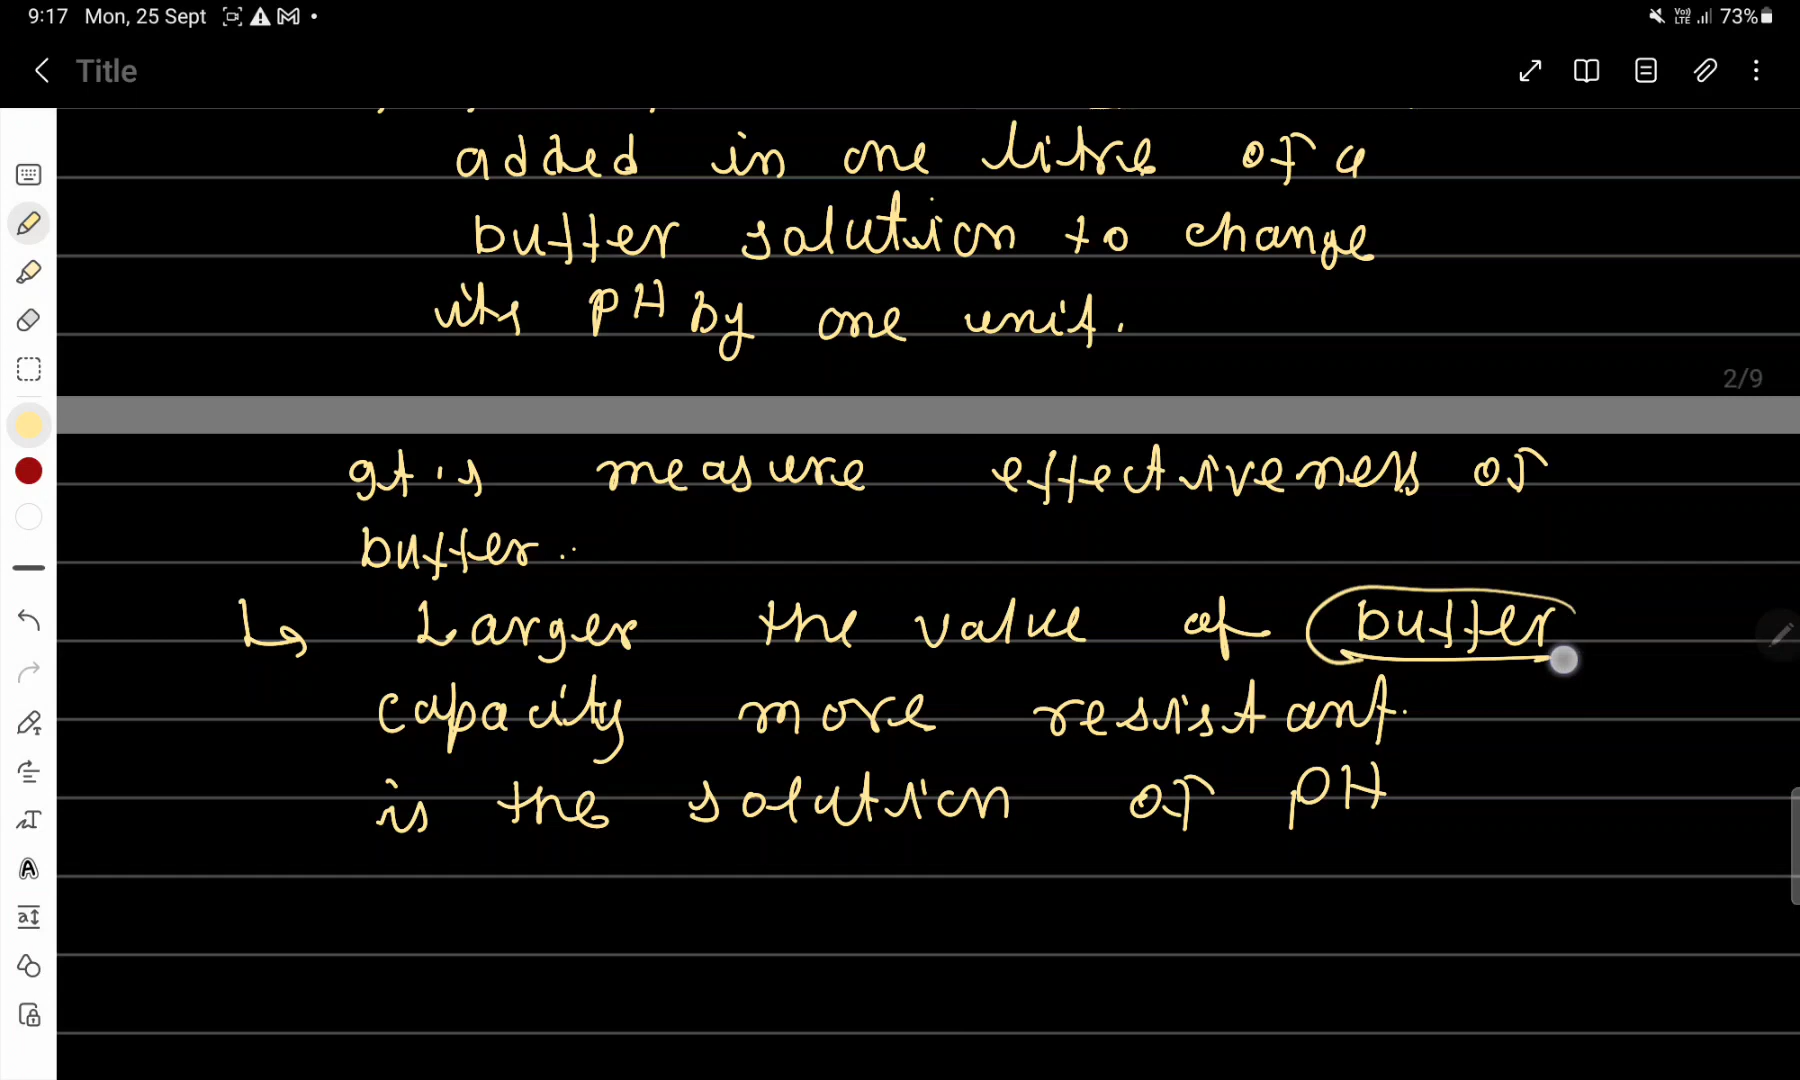 9:17 Mon, 25 Sept
73%
Title
added in one litre of a
buffer solution to change
its pH by one unit.
2/9
It is measure effectiveness of
buffer.
↳ Larger the value of buffer
capacity more resistant
is the solution of pH